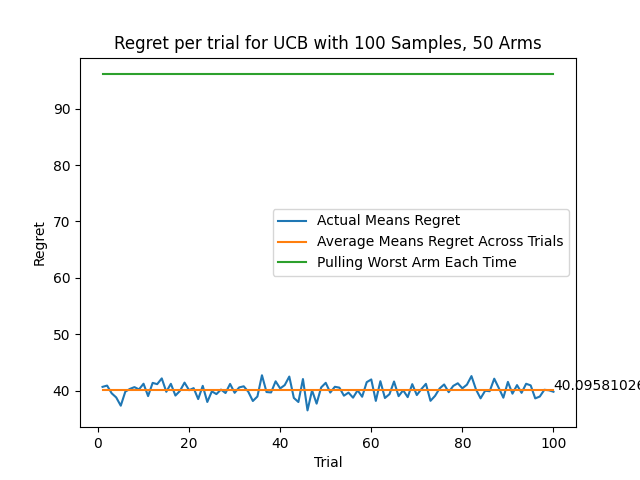 Regret per trial for UCB with 100 Samples, 50 Arms
Regret
90
80
70
60
50
40
Actual Means Regret
Average Means Regret Across Trials
Pulling Worst Arm Each Time
40.09581026
0
20
40
60
80
100
Trial